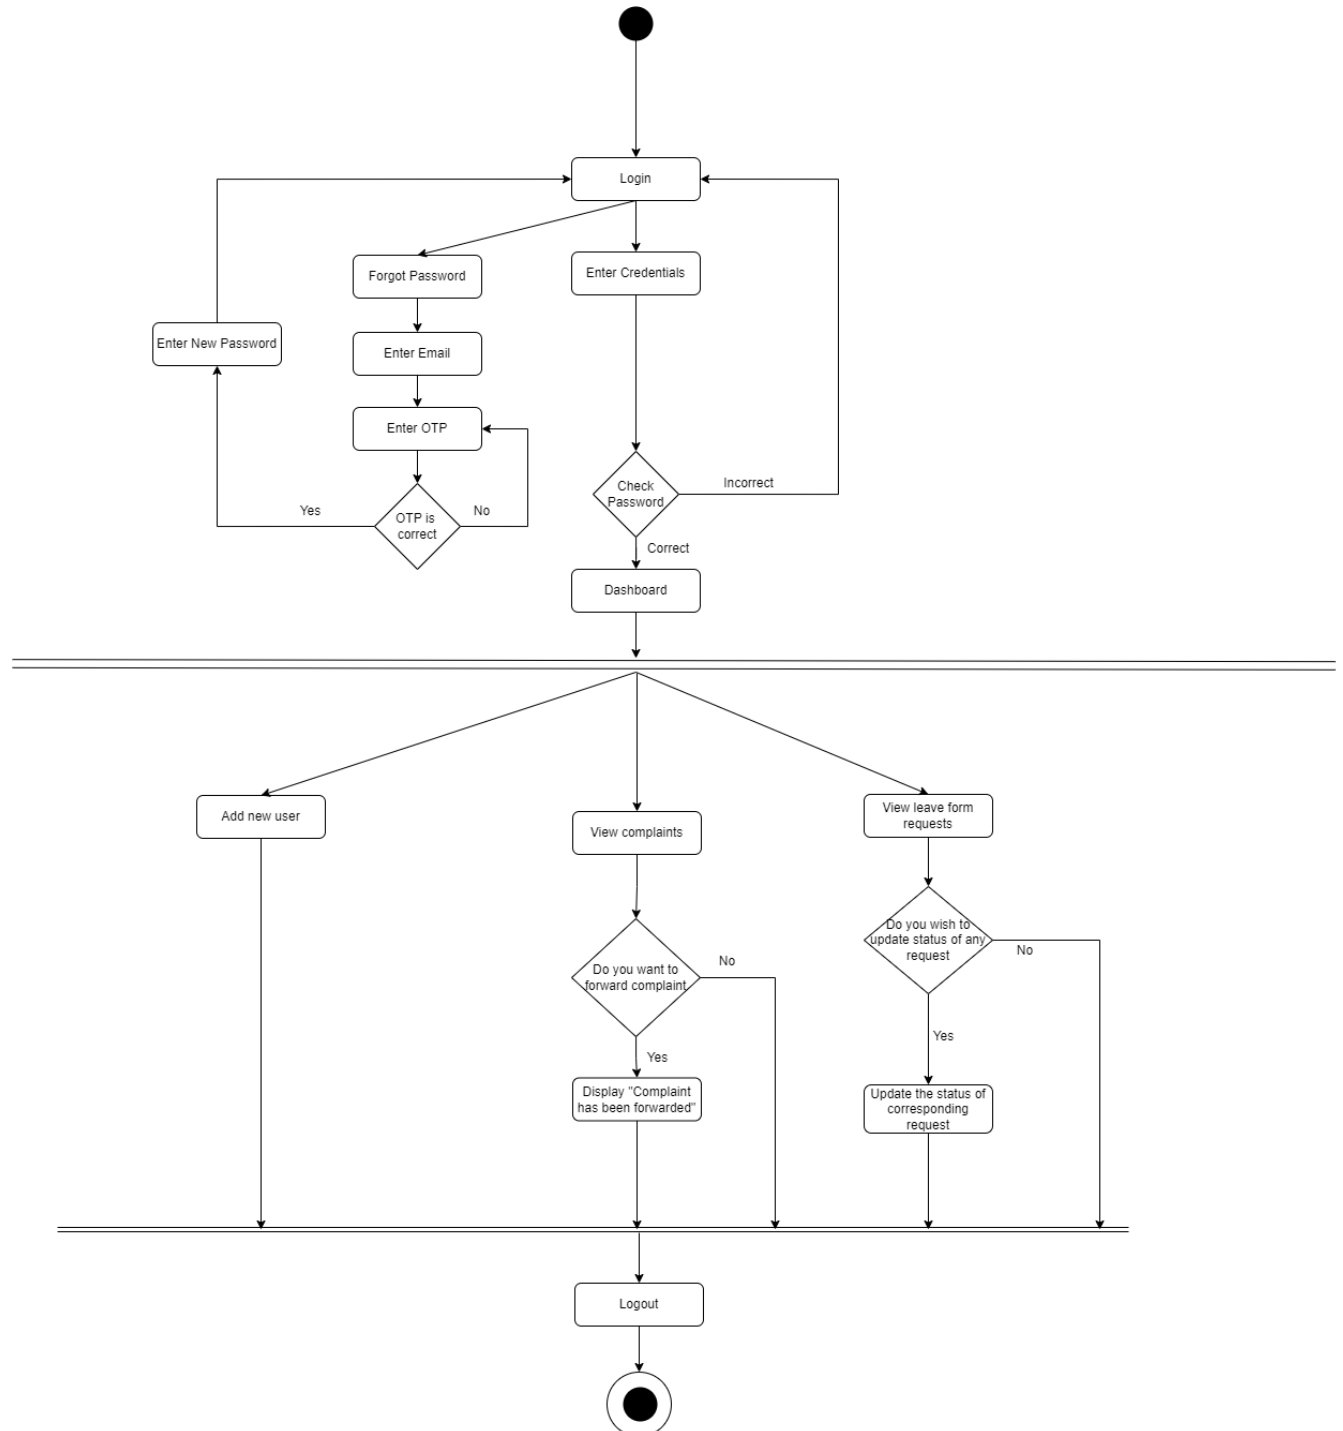 Login
Forgot Password
Enter Credentials
Enter New Password
Enter Email
Enter OTP
Check
Password
Incorrect
Yes
OTP is
correct
No
Correct
Dashboard
Add new user
View complaints
View leave form
requests
Do you wish to
update status of any
request
No
Do you want to
forward complaint
No
Yes
Yes
Display "Complaint
has been forwarded"
Update the status of
corresponding
request
Logout